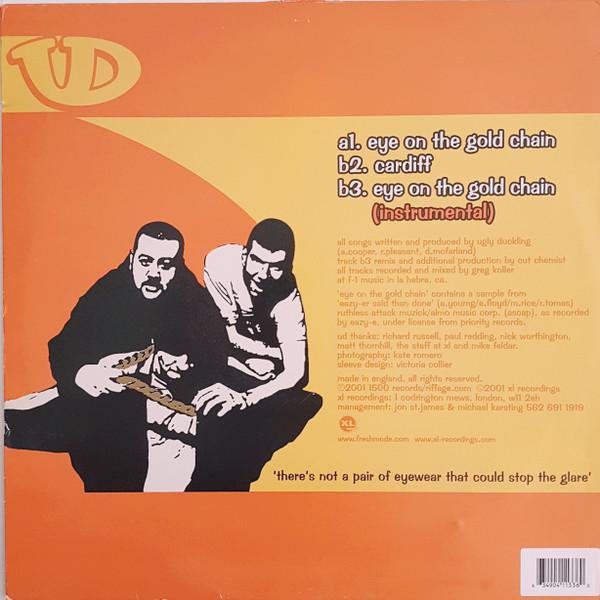 UD
a1. eye on the gold chain
b2. cardiff
b3. eye on the gold chain
(instrumental)
all songs written and produced by ugly duckling
(a.cooper, r.pleasant, d.mcfarland)
track b3 remix and additional production by cut chemist
all tracks recorded and mixed by greg koller
at f-1 music in la habra, ca.
'eye on the gold chain' contains a sample from
'eazy-er said than done' (a.young/e.floyd/m.rice/r.tomas)
ruthless attack muzick/almo music corp. (ascap), as recorded
by eazy-e, under license from priority records.
ud thanks: richard russell, paul redding, nick worthington,
matt thornhill, the staff at xl and mike feldar.
photography: kate romero
sleeve design: victoria collier
made in england. all rights reserved.
℗2001 1500 records/riffage.com ©2001 xl recordings
xl recordings: 1 codrington mews, london, w11 2eh
management: jon st.james & michael karsting 562 691 1919
XL
www.freshmode.com www.xl-recordings.com
'there's not a pair of eyewear that could stop the glare'